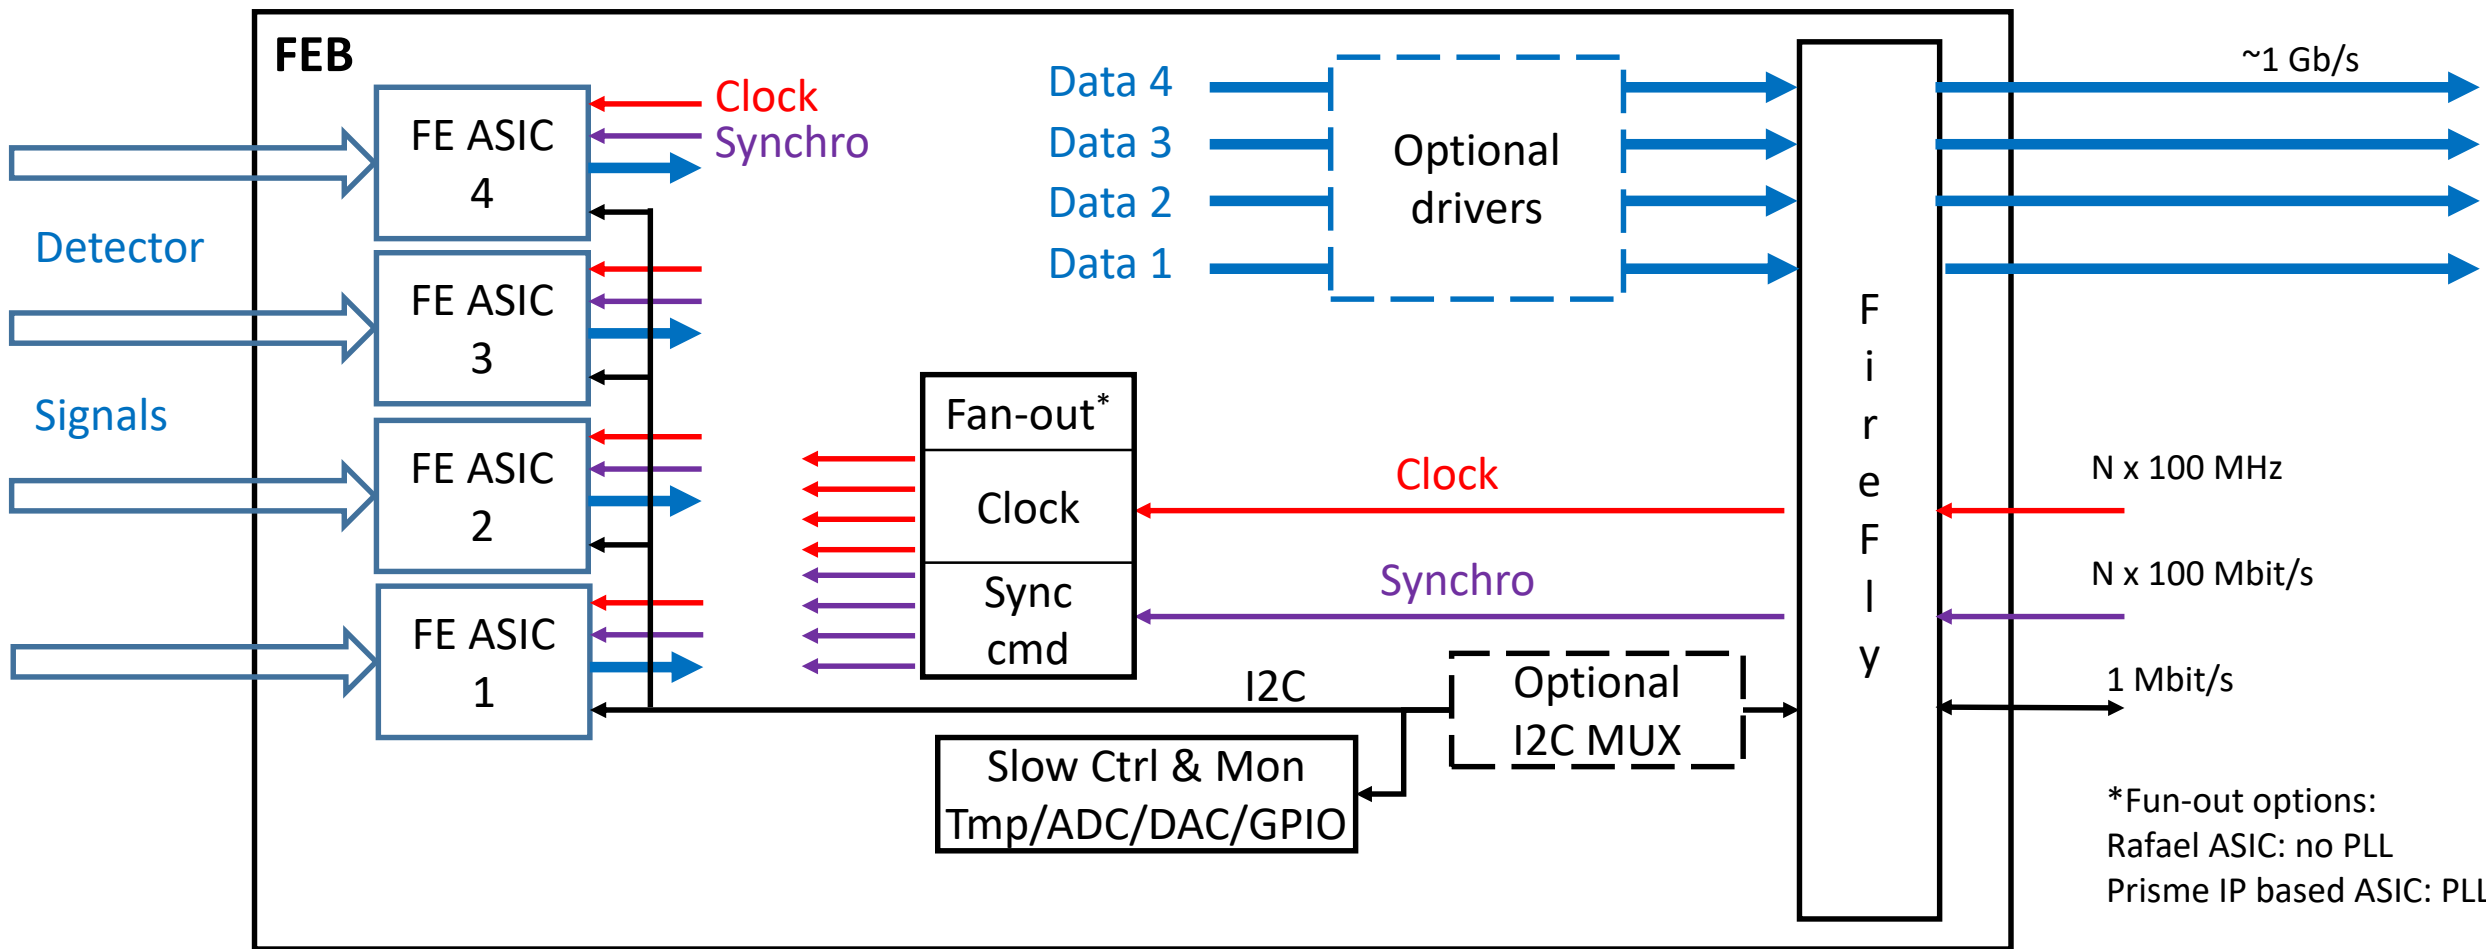 FEB
FE ASIC
4
FE ASIC
3
FE ASIC
2
FE ASIC
1
Detector
Signals
Clock
Synchro
Data 4
Data 3
Data 2
Data 1
Optional
drivers
~1 Gb/s
Fan-out*
Clock
Sync
cmd
Clock
Synchro
I2C
Optional
I2C MUX
Slow Ctrl & Mon
Tmp/ADC/DAC/GPIO
FireFly
N x 100 MHz
N x 100 Mbit/s
1 Mbit/s
*Fun-out options:
Rafael ASIC: no PLL
Prisme IP based ASIC: PLL